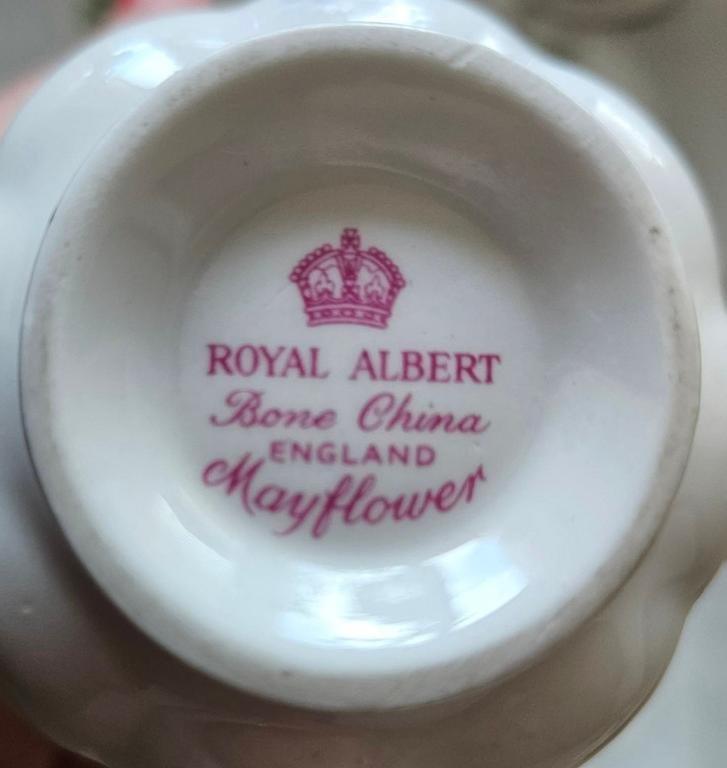 ROYAL ALBERT
Bone China
ENGLAND
Mayflower